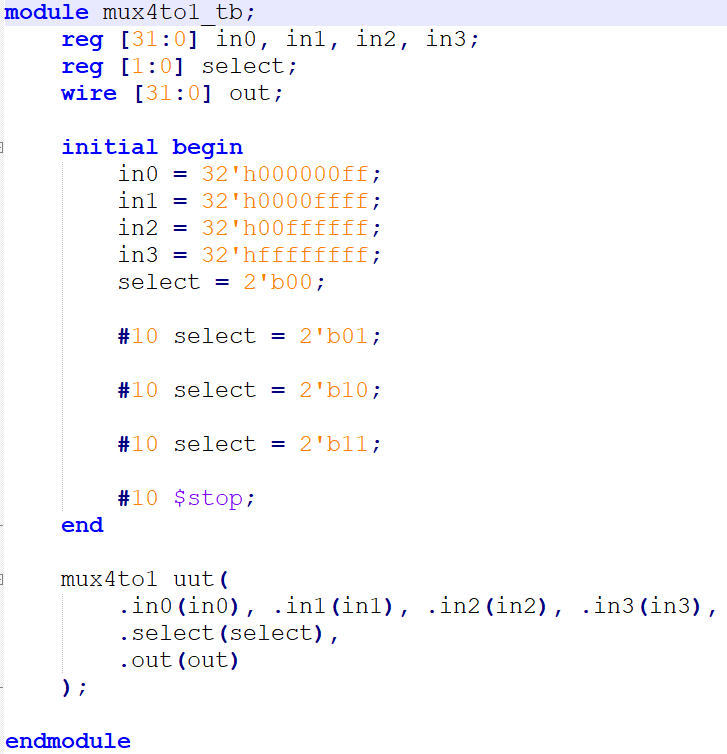 module mux4to1_tb;
    reg [31:0] in0, in1, in2, in3;
    reg [1:0] select;
    wire [31:0] out;

    initial begin
        in0 = 32'h000000ff;
        in1 = 32'h0000ffff;
        in2 = 32'h00ffffff;
        in3 = 32'hffffffff;
        select = 2'b00;

        #10 select = 2'b01;

        #10 select = 2'b10;

        #10 select = 2'b11;

        #10 $stop;
    end

    mux4to1 uut(
        .in0(in0), .in1(in1), .in2(in2), .in3(in3),
        .select(select),
        .out(out)
    );

endmodule